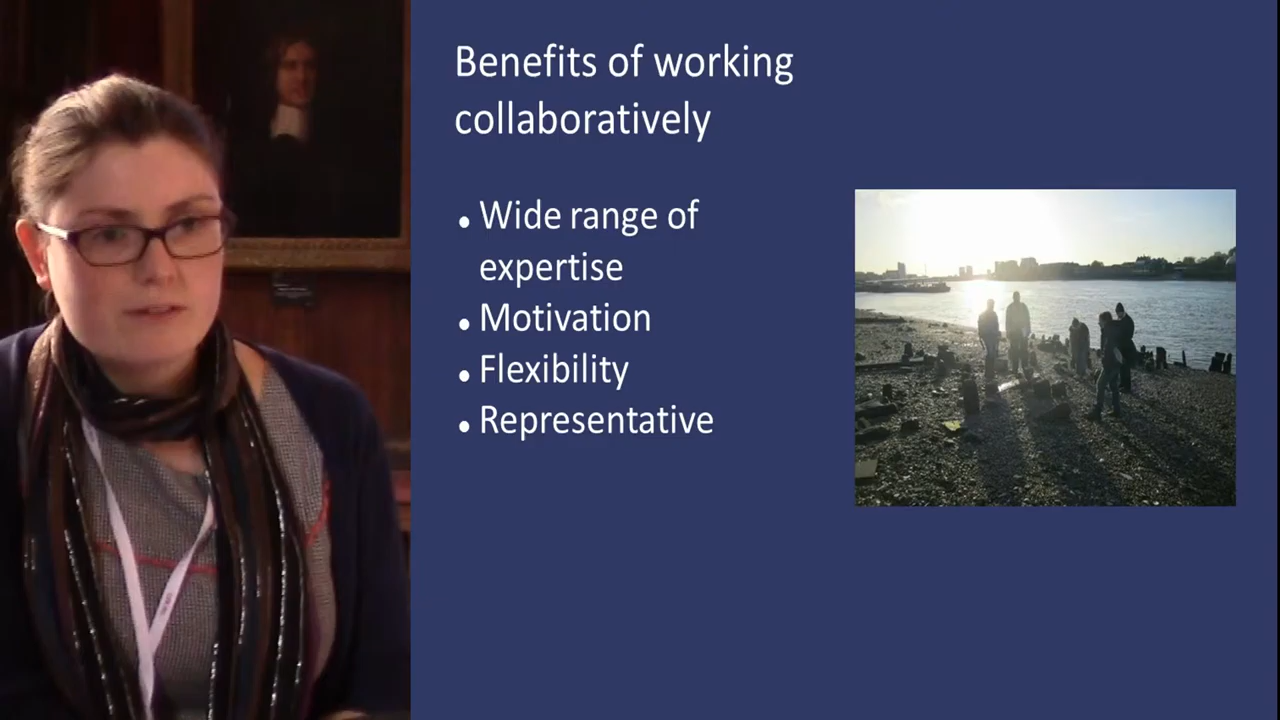 Benefits of working
collaboratively
• Wide range of
expertise
• Motivation
• Flexibility
• Representative